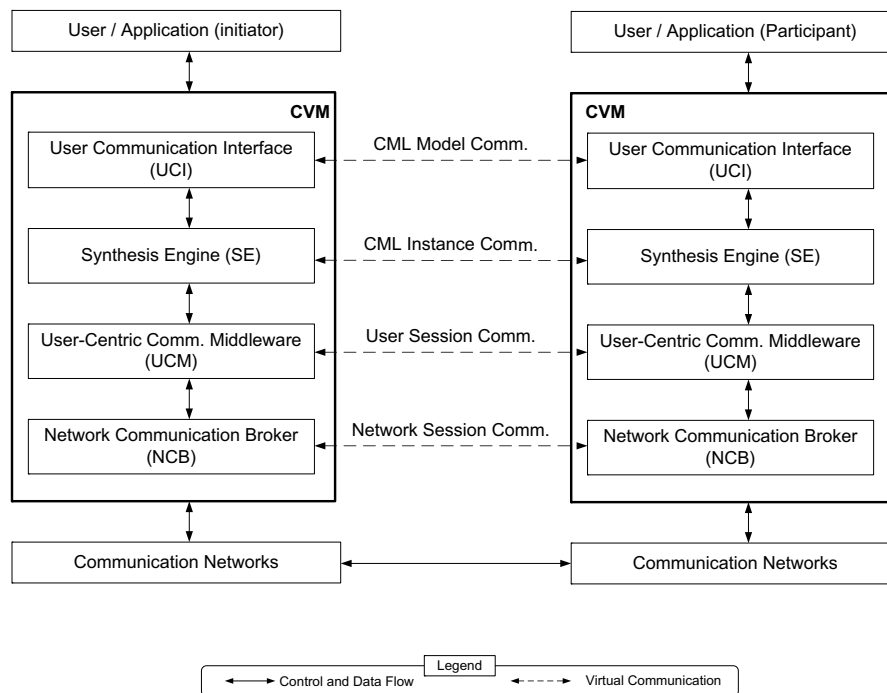 User / Application (initiator)
User / Application (Participant)
CVM
CVM
User Communication Interface
(UCI)
CML Model Comm.
User Communication Interface
(UCI)
Synthesis Engine (SE)
CML Instance Comm.
Synthesis Engine (SE)
User-Centric Comm. Middleware
(UCM)
User Session Comm.
User-Centric Comm. Middleware
(UCM)
Network Communication Broker
(NCB)
Network Session Comm.
Network Communication Broker
(NCB)
Communication Networks
Communication Networks
Legend
Control and Data Flow
Virtual Communication